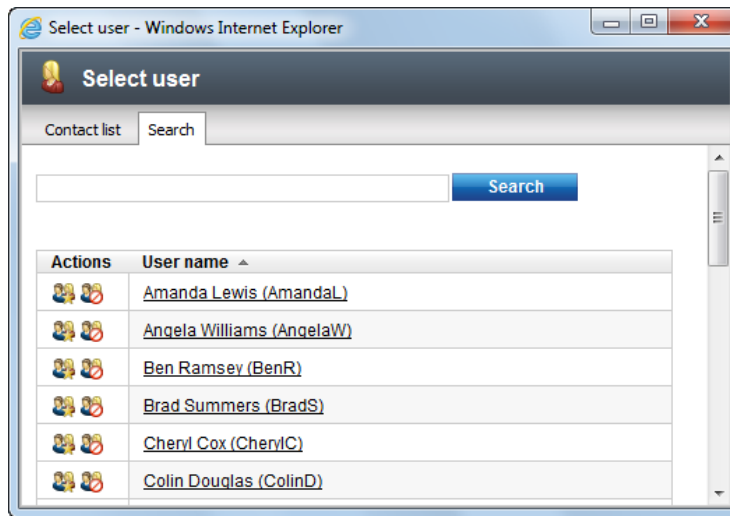 Select user - Windows Internet Explorer
Select user
Contact list Search
Search
Actions User name
Amanda Lewis (AmandaL)
Angela Williams (AngelaW)
Ben Ramsey (BenR)
Brad Summers (BradS)
Cheryl Cox (CherylC)
Colin Douglas (ColinD)